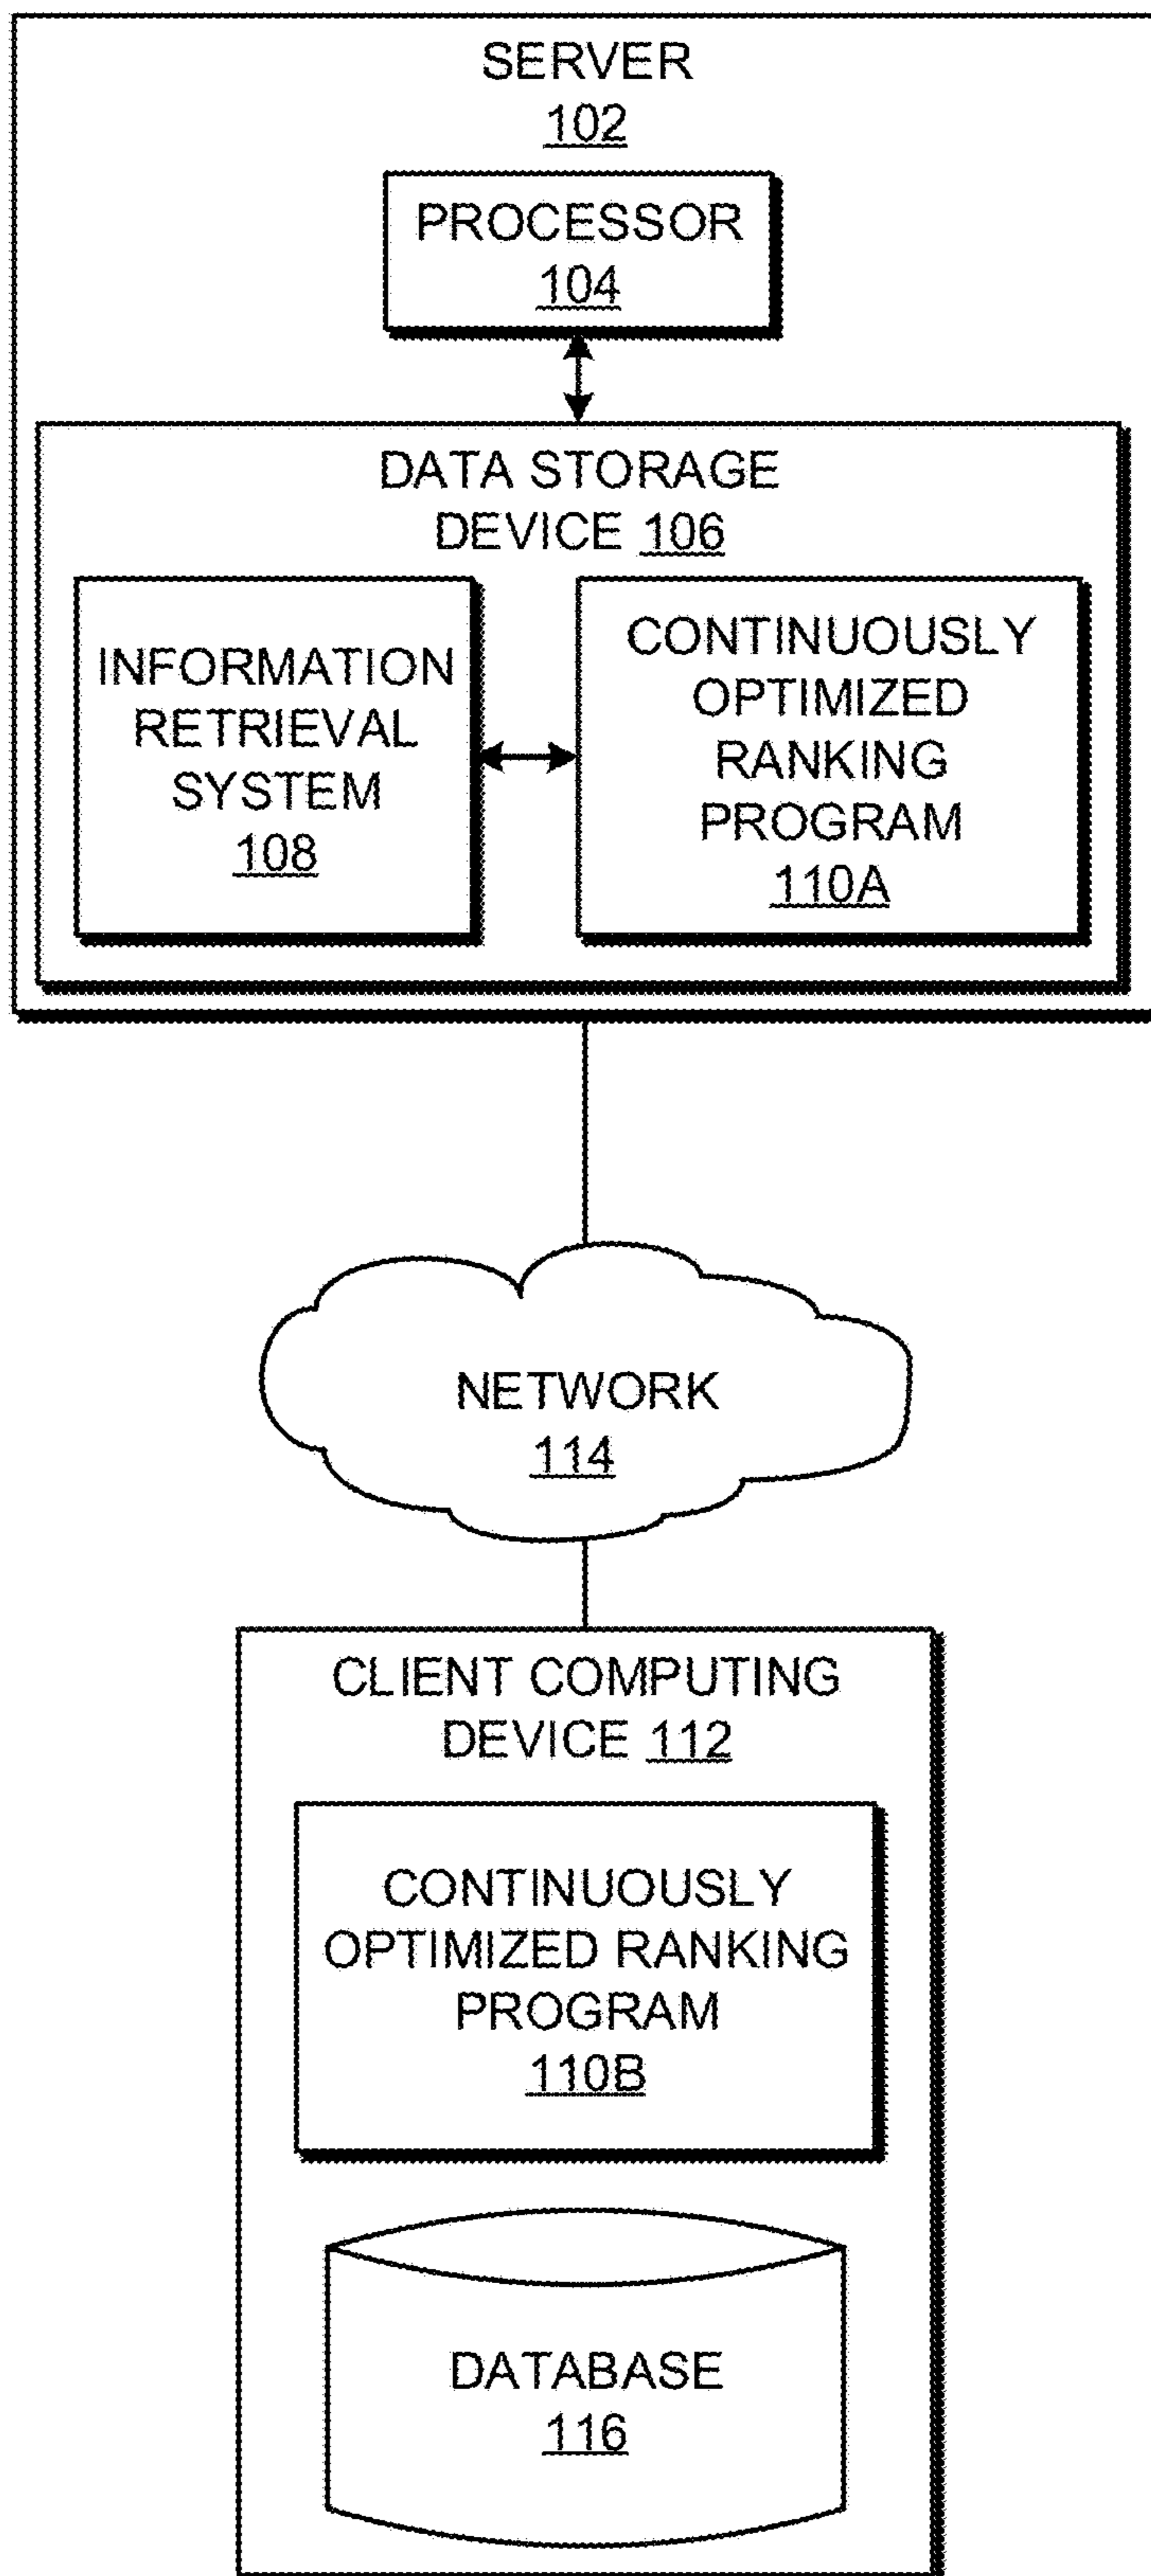 SERVER
102
PROCESSOR
104
DATA STORAGE
DEVICE 106
INFORMATION
RETRIEVAL
SYSTEM
108
CONTINUOUSLY
OPTIMIZED
RANKING
PROGRAM
110A
NETWORK
114
CLIENT COMPUTING
DEVICE 112
CONTINUOUSLY
OPTIMIZED RANKING
PROGRAM
110B
DATABASE
116